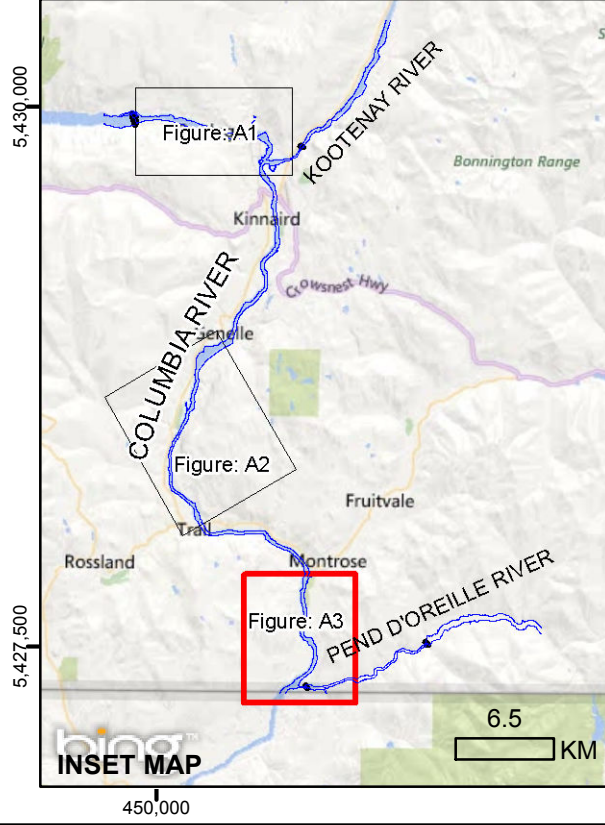 5,430,000
Figure: A1
KOOTENAY RIVER
Bonnington Range
Kinnaird
Crowsnest Hwy
COLUMBIA RIVER
Genelle
Figure: A2
Fruitvale
Trail
Rossland
Montrose
Figure: A3
PEND D'OREILLE RIVER
5,427,500
6.5
KM
bing™
INSET MAP
450,000